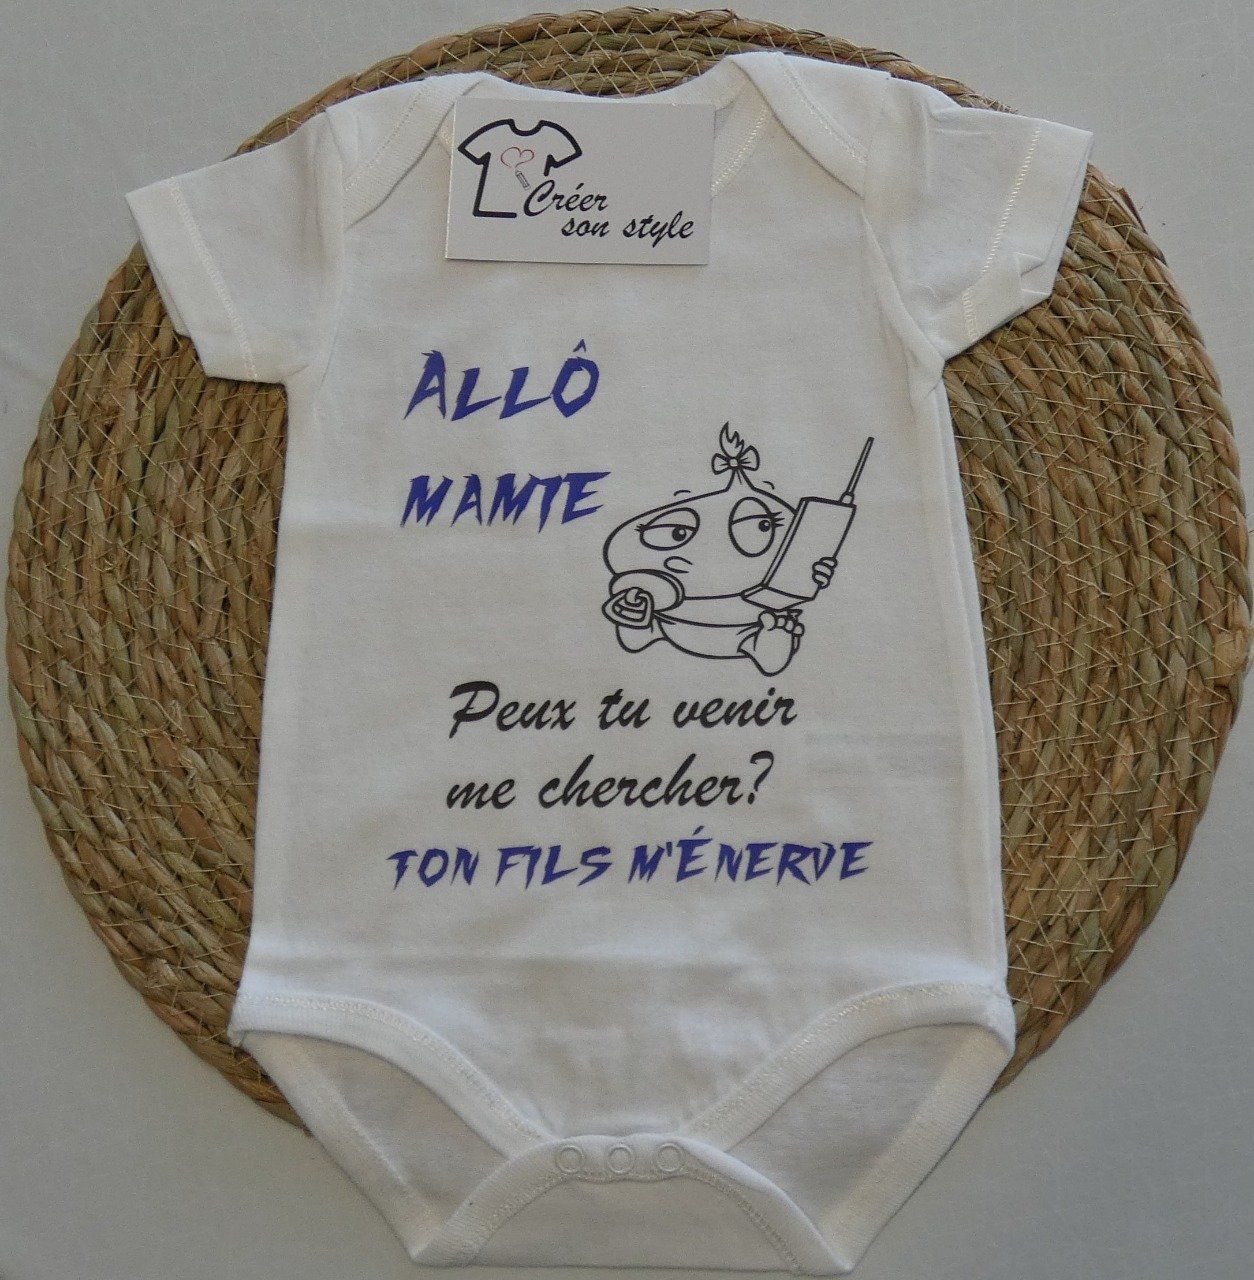 Créer
son style
ALLÔ
MAMIE
Peux tu venir
me chercher?
TON FILS M'ÉNERVE